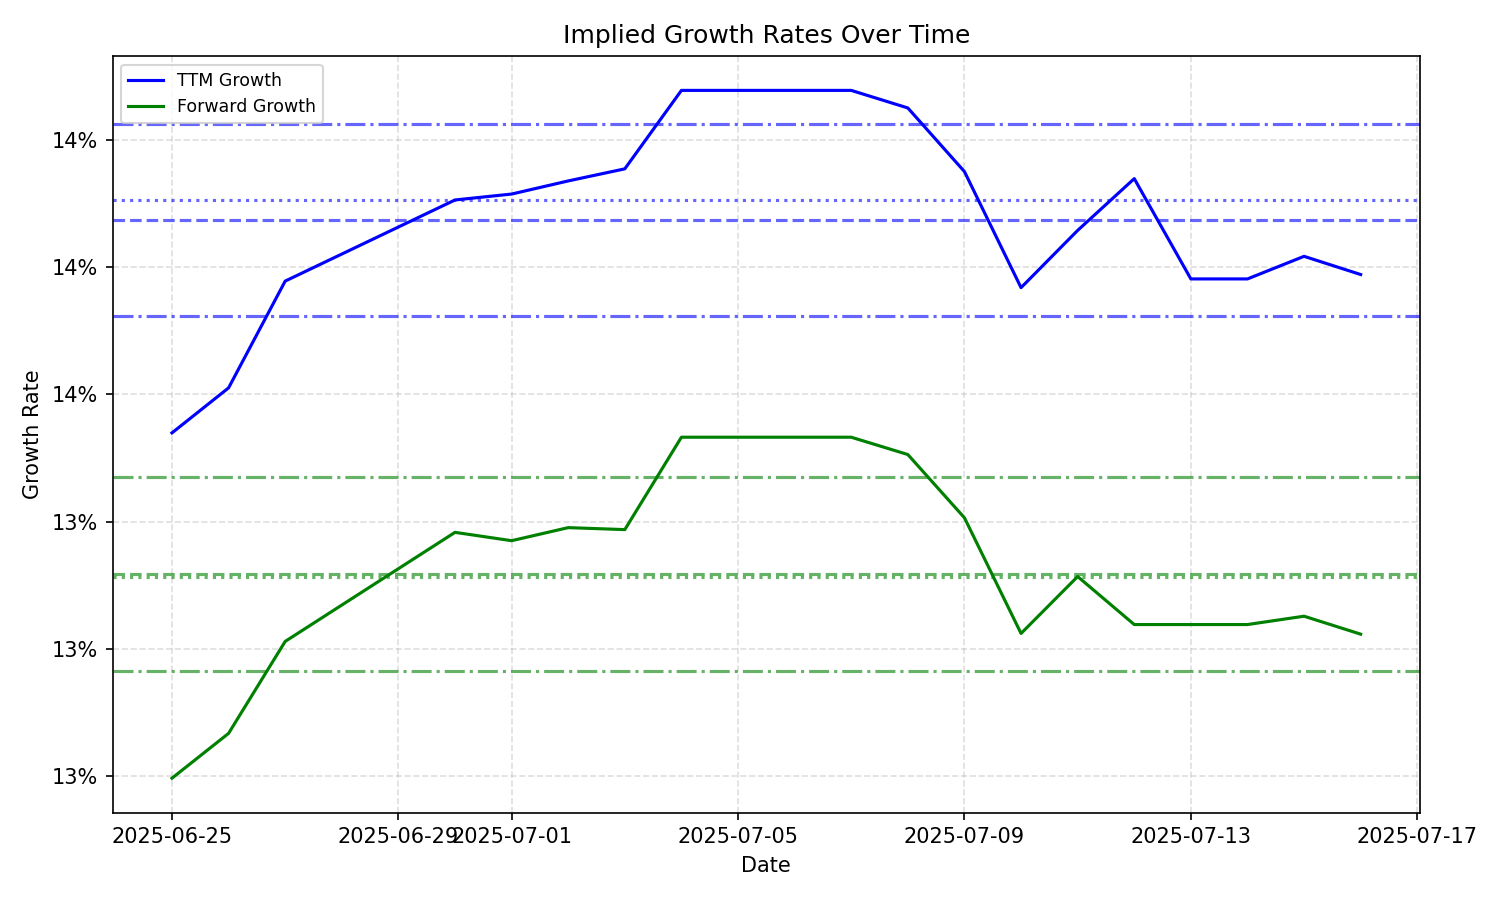 Implied Growth Rates Over Time
TTM Growth
Forward Growth
14%
14%
14%
13%
13%
13%
Growth Rate
2025-06-25
2025-06-29
2025-07-01
2025-07-05
2025-07-09
2025-07-13
2025-07-17
Date